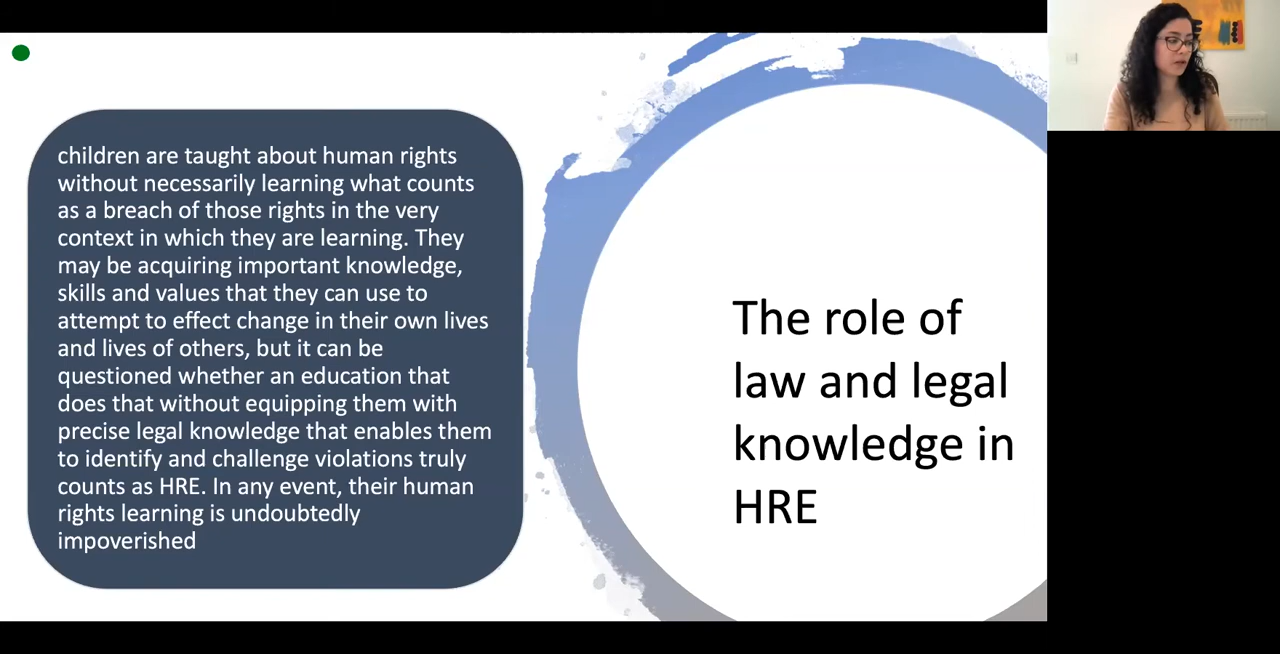 children are taught about human rights
without necessarily learning what counts
as a breach of those rights in the very
context in which they are learning. They
may be acquiring important knowledge,
skills and values that they can use to
attempt to effect change in their own lives
and lives of others, but it can be
questioned whether an education that
does that without equipping them with
precise legal knowledge that enables them
to identify and challenge violations truly
counts as HRE. In any event, their human
rights learning is undoubtedly
impoverished
The role of
law and legal
knowledge in
HRE